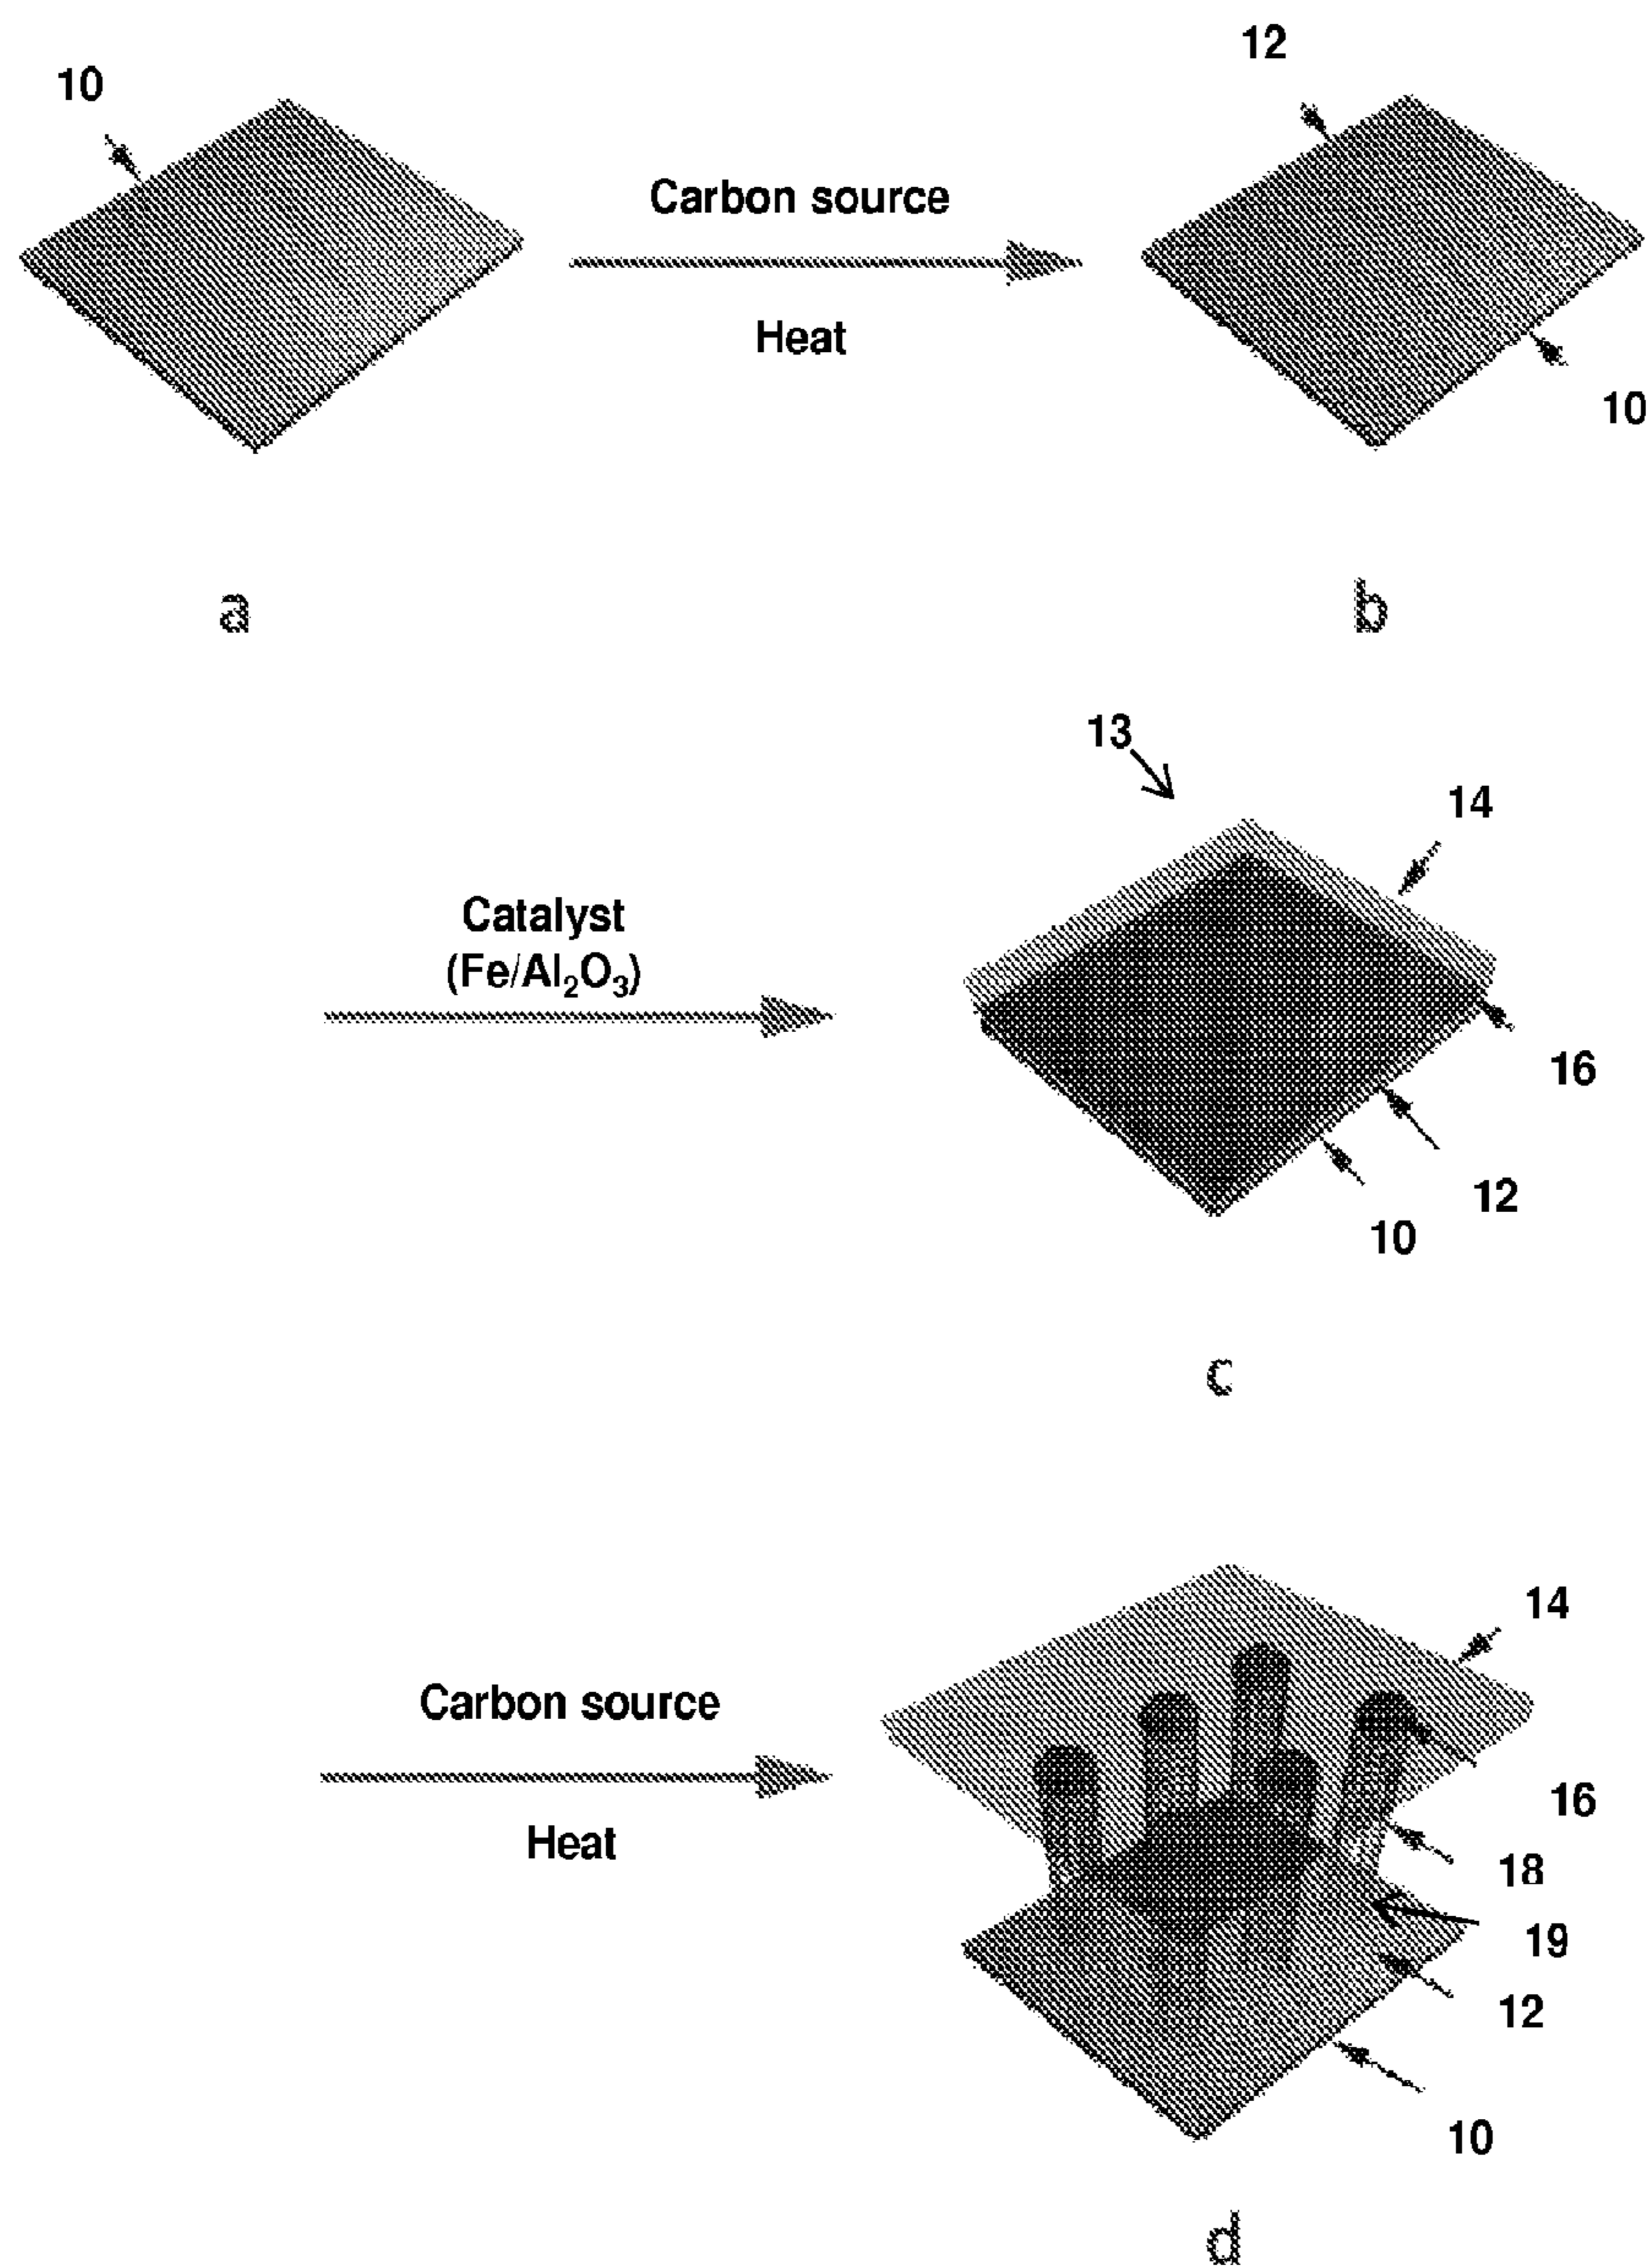 10
12
Carbon source
Heat
10
a
b
13
14
Catalyst
(Fe/Al₂O₃)
16
12
10
c
14
Carbon source
16
Heat
18
19
12
10
d